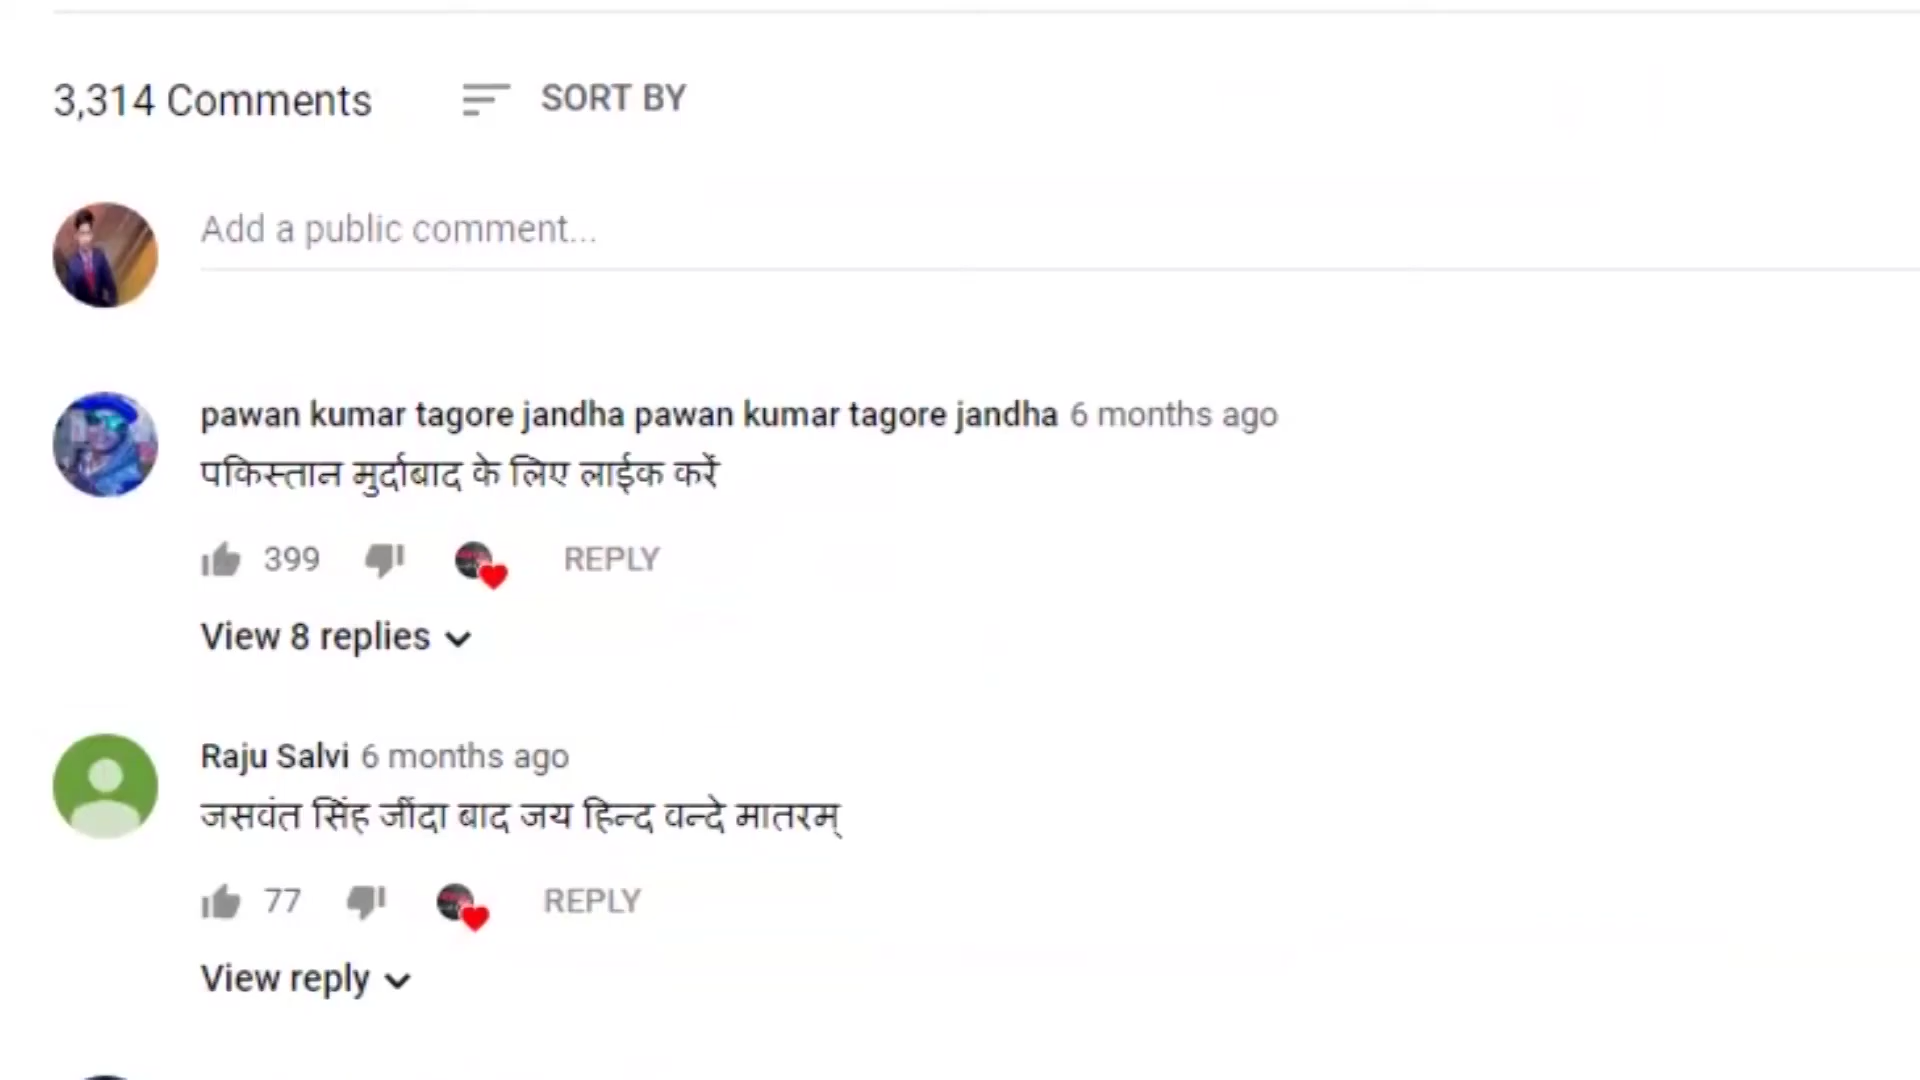 3,314 Comments SORT BY
Add a public comment...
pawan kumar tagore jandha pawan kumar tagore jandha 6 months ago
पकिस्तान मुर्दाबाद के लिए लाईक करें
399 REPLY
View 8 replies
Raju Salvi 6 months ago
जसवंत सिंह जींदा बाद जय हिन्द वन्दे मातरम्
77 REPLY
View reply